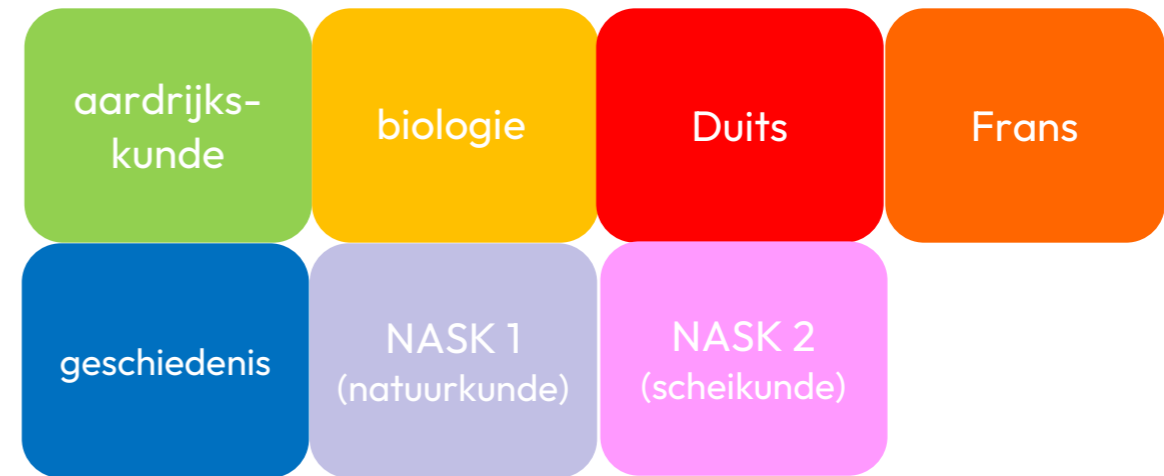 aardrijks-
kunde
biologie
Duits
Frans
geschiedenis
NASK 1
(natuurkunde)
NASK 2
(scheikunde)